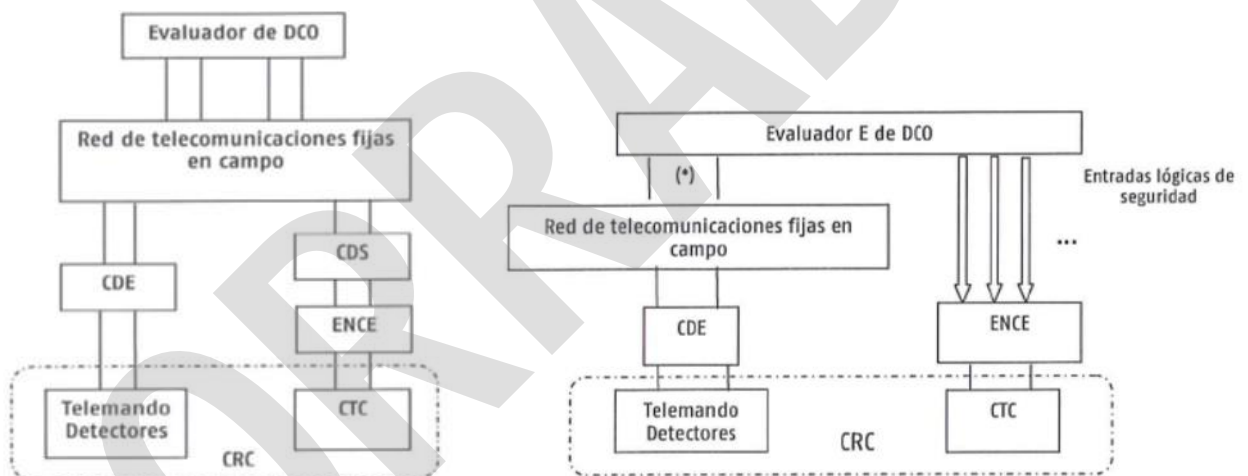 Evaluador de DCO
Red de telecomunicaciones fijas
en campo
CDS
CDE
ENCE
Telemando
Detectores
CTC
CRC
Evaluador E de DCO
(*)
Entradas lógicas de
seguridad
Red de telecomunicaciones fijas en
campo
...
CDE
ENCE
Telemando
Detectores
CTC
CRC